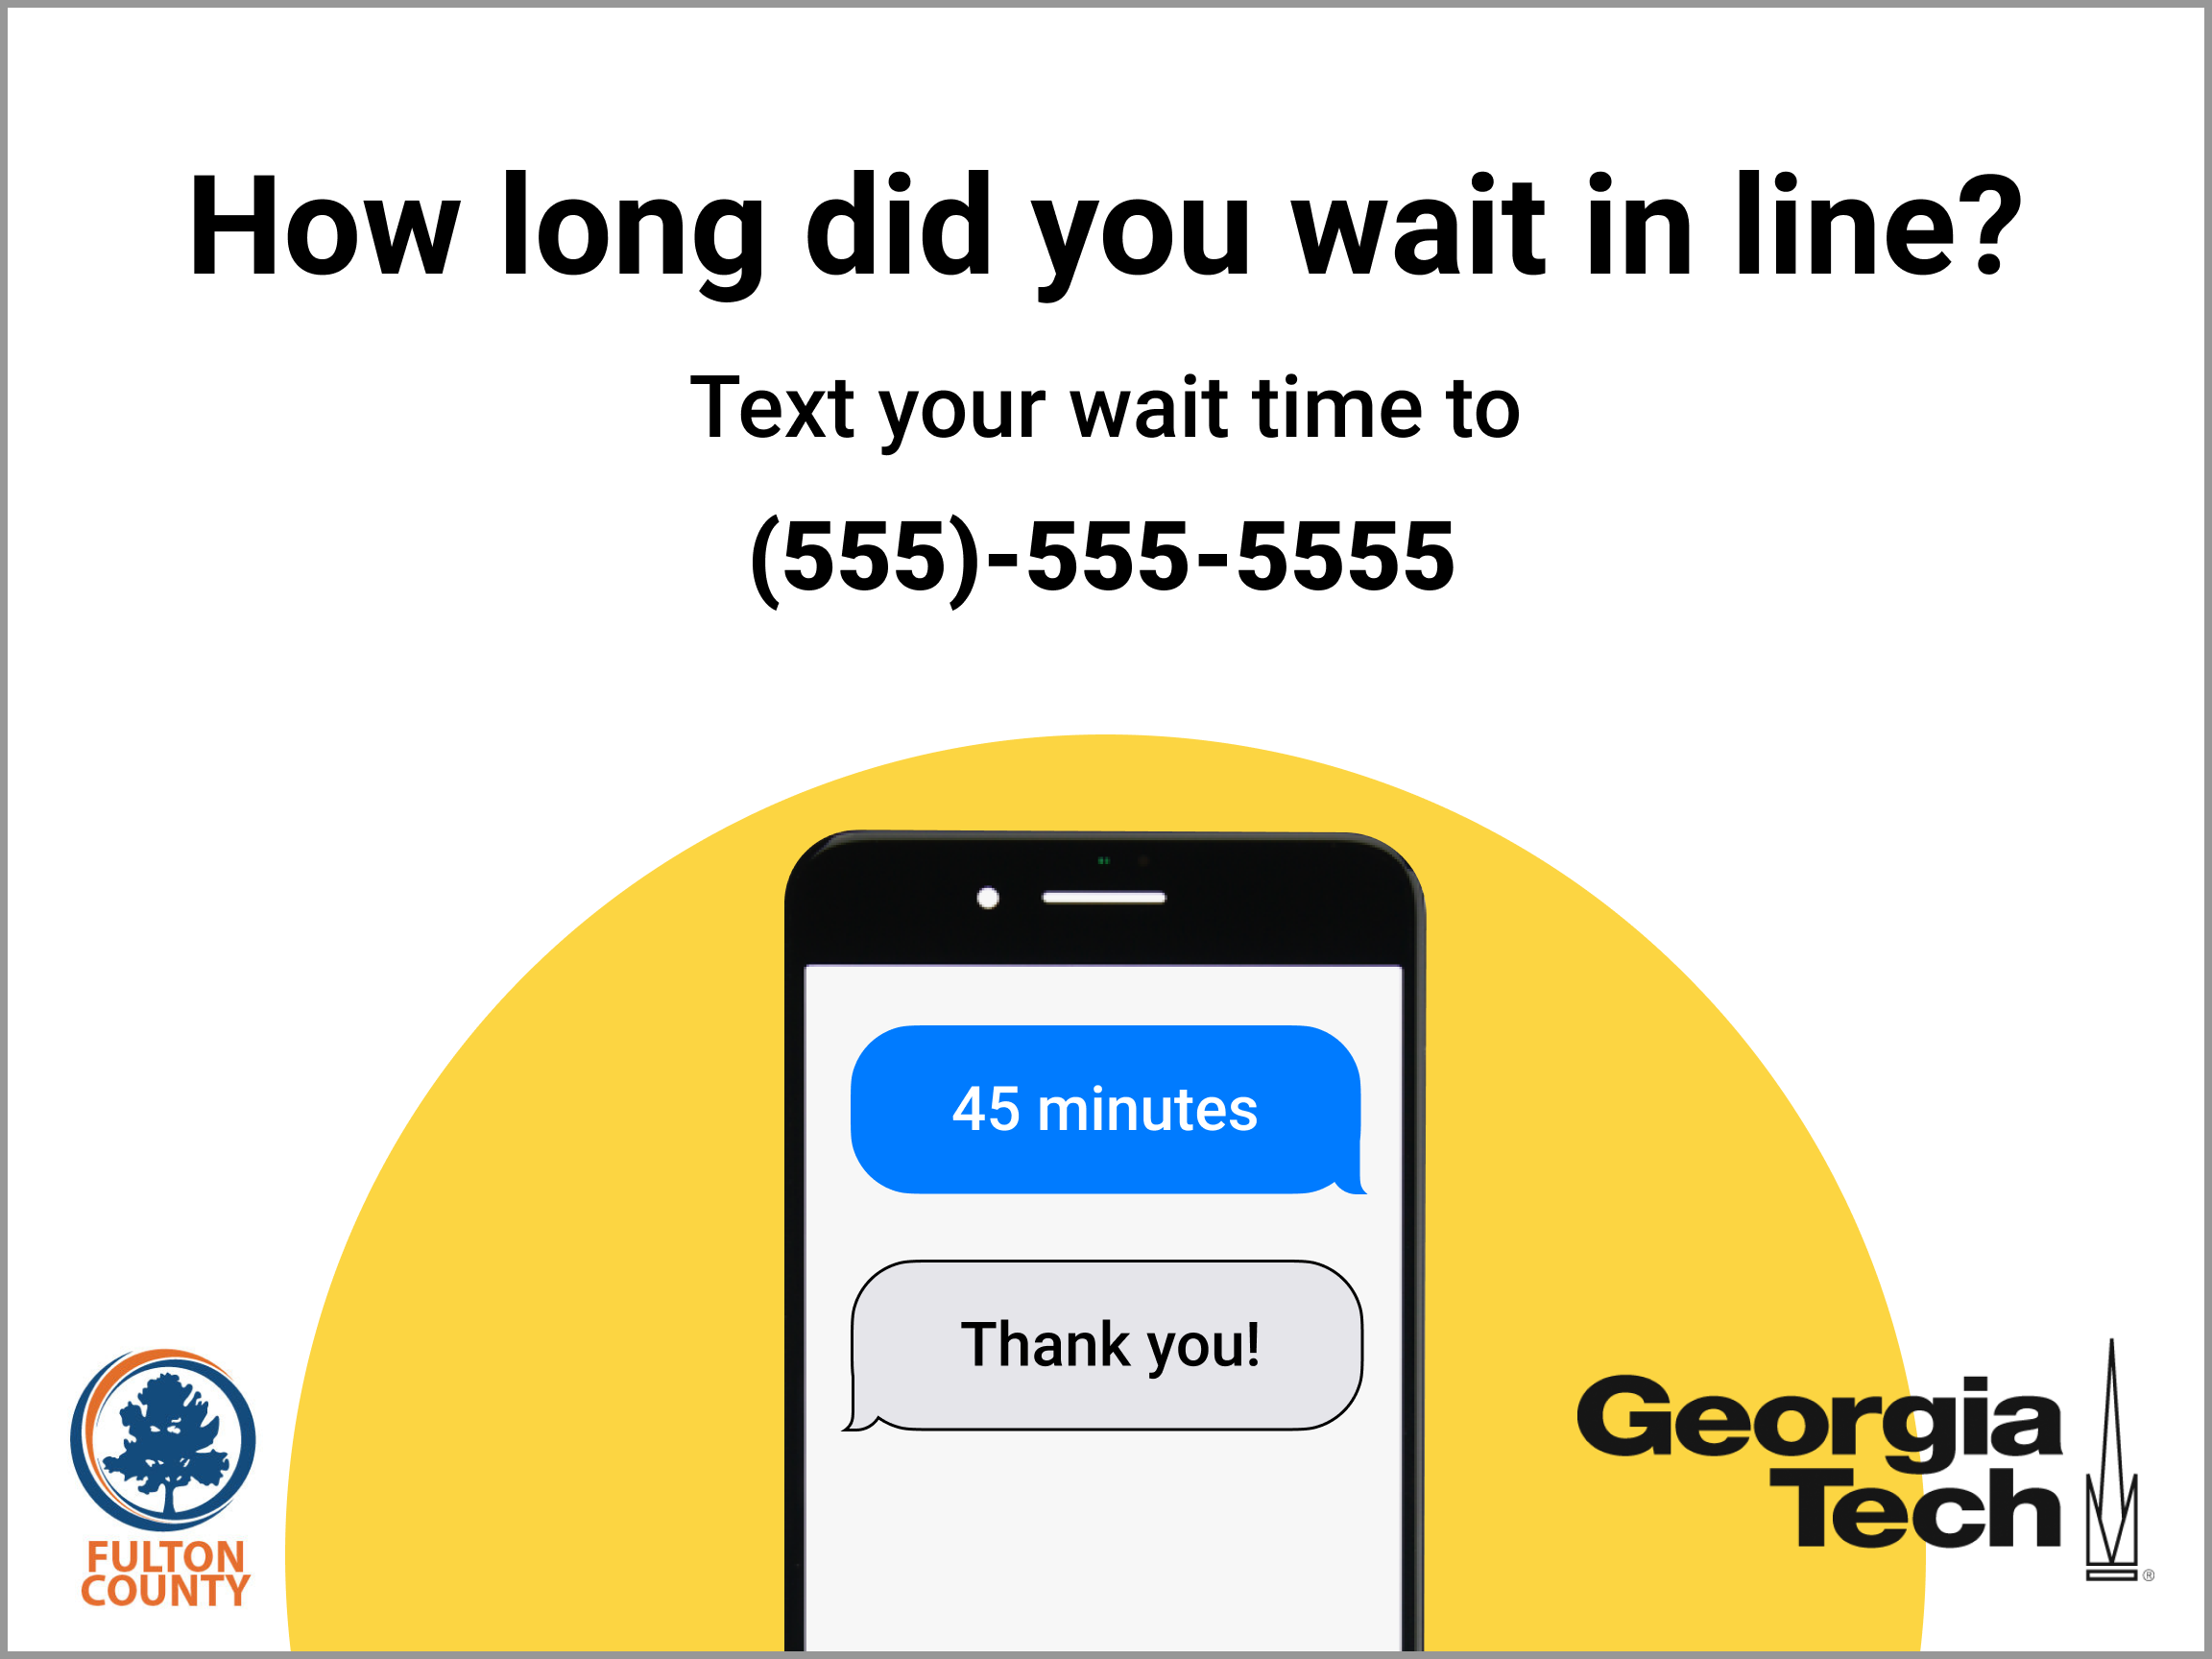 How long did you wait in line?
Text your wait time to
(555)-555-5555
45 minutes
Thank you!
FULTON
COUNTY
Georgia
Tech
®